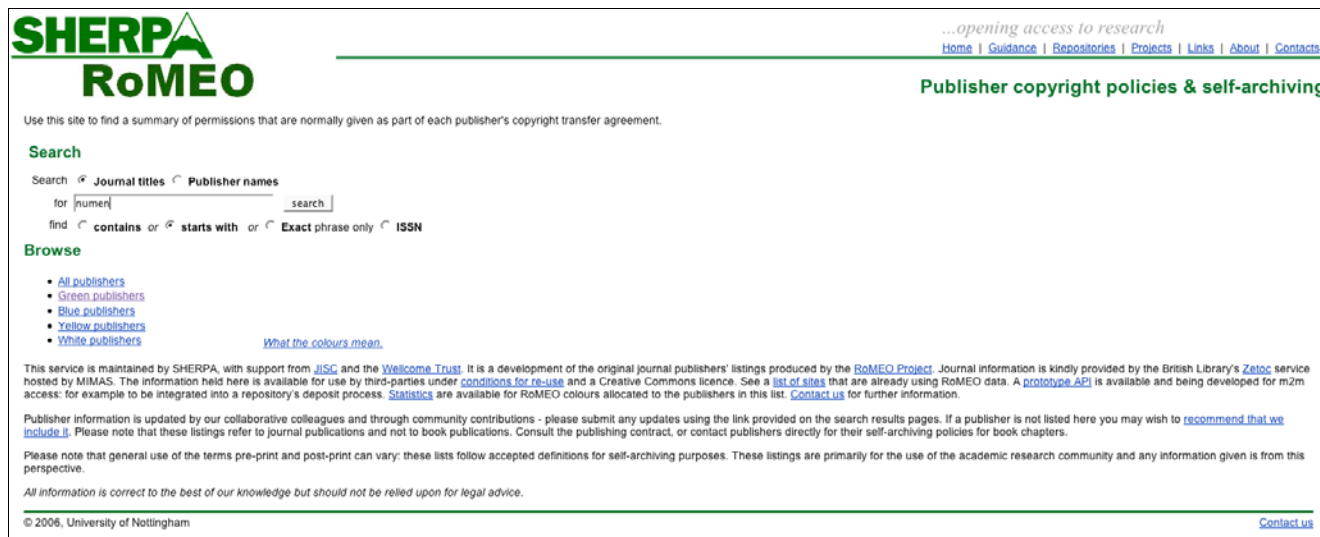 SHERPA
RoMEO
...opening access to research
Home | Guidance | Repositories | Projects | Links | About | Contacts
Publisher copyright policies & self-archiving
Use this site to find a summary of permissions that are normally given as part of each publisher's copyright transfer agreement.
Search
Search Journal titles Publisher names
for numen search
find contains or starts with or Exact phrase only ISSN
Browse
• All publishers
• Green publishers
• Blue publishers
• Yellow publishers
• White publishers What the colours mean.
This service is maintained by SHERPA, with support from JISC and the Wellcome Trust. It is a development of the original journal publishers' listings produced by the RoMEO Project. Journal information is kindly provided by the British Library's Zetoc service
hosted by MIMAS. The information held here is available for use by third-parties under conditions for re-use and a Creative Commons licence. See a list of sites that are already using RoMEO data. A prototype API is available and being developed for m2m
access: for example to be integrated into a repository's deposit process. Statistics are available for RoMEO colours allocated to the publishers in this list. Contact us for further information.
Publisher information is updated by our collaborative colleagues and through community contributions - please submit any updates using the link provided on the search results pages. If a publisher is not listed here you may wish to recommend that we
include it. Please note that these listings refer to journal publications and not to book publications. Consult the publishing contract, or contact publishers directly for their self-archiving policies for book chapters.
Please note that general use of the terms pre-print and post-print can vary: these lists follow accepted definitions for self-archiving purposes. These listings are primarily for the use of the academic research community and any information given is from this
perspective.
All information is correct to the best of our knowledge but should not be relied upon for legal advice.
© 2006, University of Nottingham
Contact us